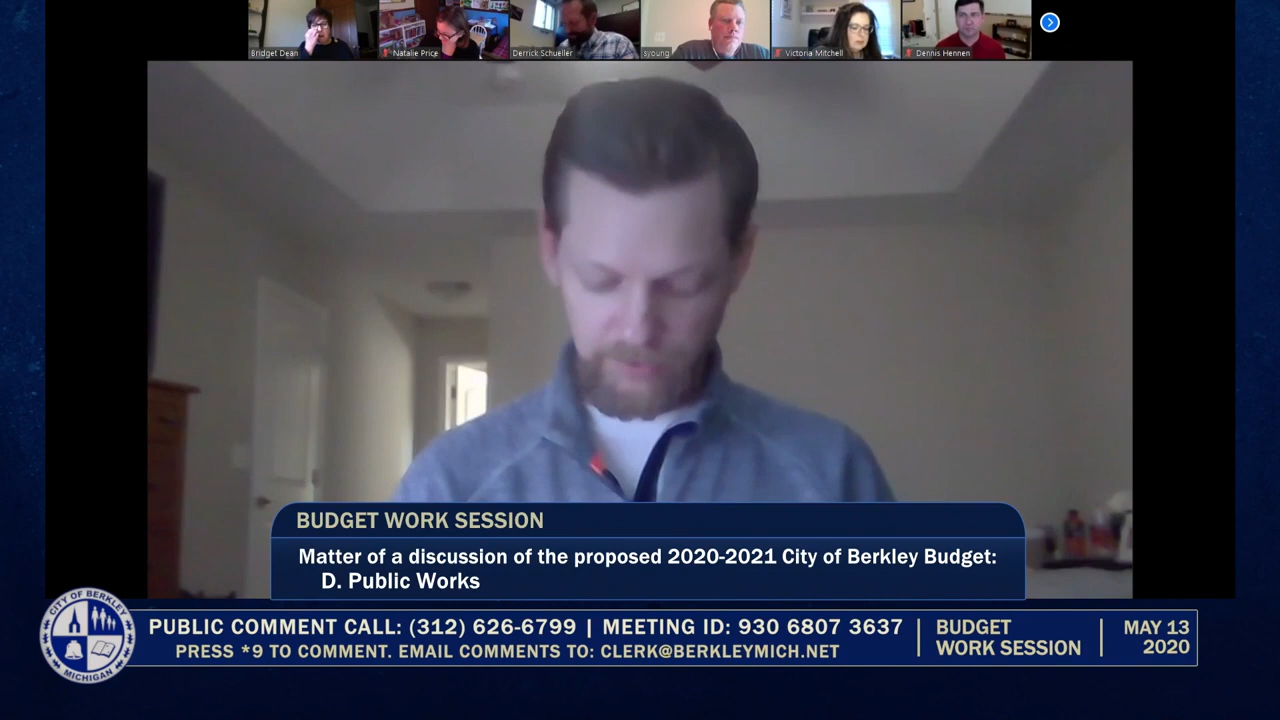 Bridget Dean
Natalie Price
Derrick Schueller
syoung
Victoria Mitchell
Dennis Hennen
BUDGET WORK SESSION
Matter of a discussion of the proposed 2020-2021 City of Berkley Budget:
D. Public Works
CITY OF BERKLEY
MICHIGAN
PUBLIC COMMENT CALL: (312) 626-6799 | MEETING ID: 930 6807 3637
PRESS *9 TO COMMENT. EMAIL COMMENTS TO: CLERK@BERKLEYMICH.NET
BUDGET
WORK SESSION
MAY 13
2020